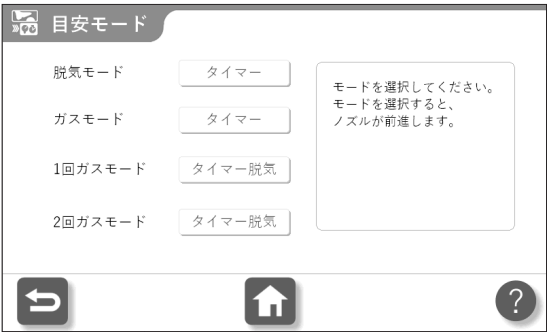 目安モード
脱気モード
タイマー
ガスモード
タイマー
1回ガスモード
タイマー脱気
2回ガスモード
タイマー脱気
モードを選択してください。
モードを選択すると、
ノズルが前進します。
?